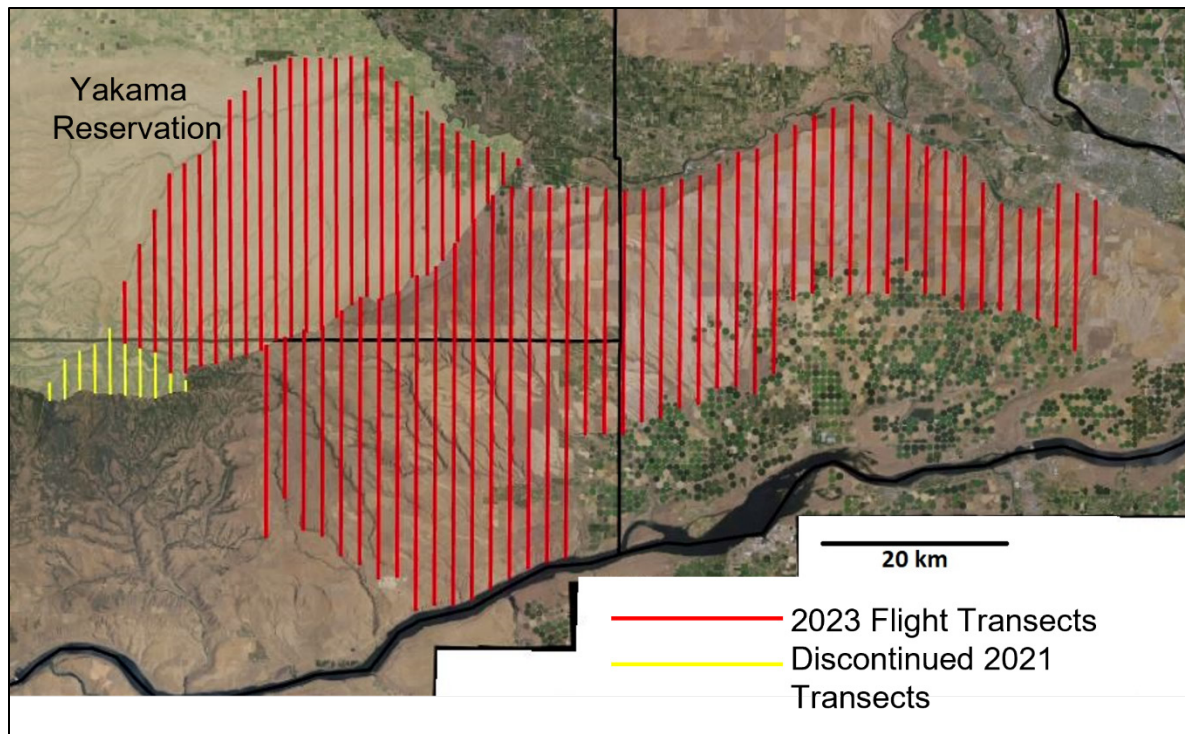 Yakama
Reservation
20 km
2023 Flight Transects
Discontinued 2021
Transects